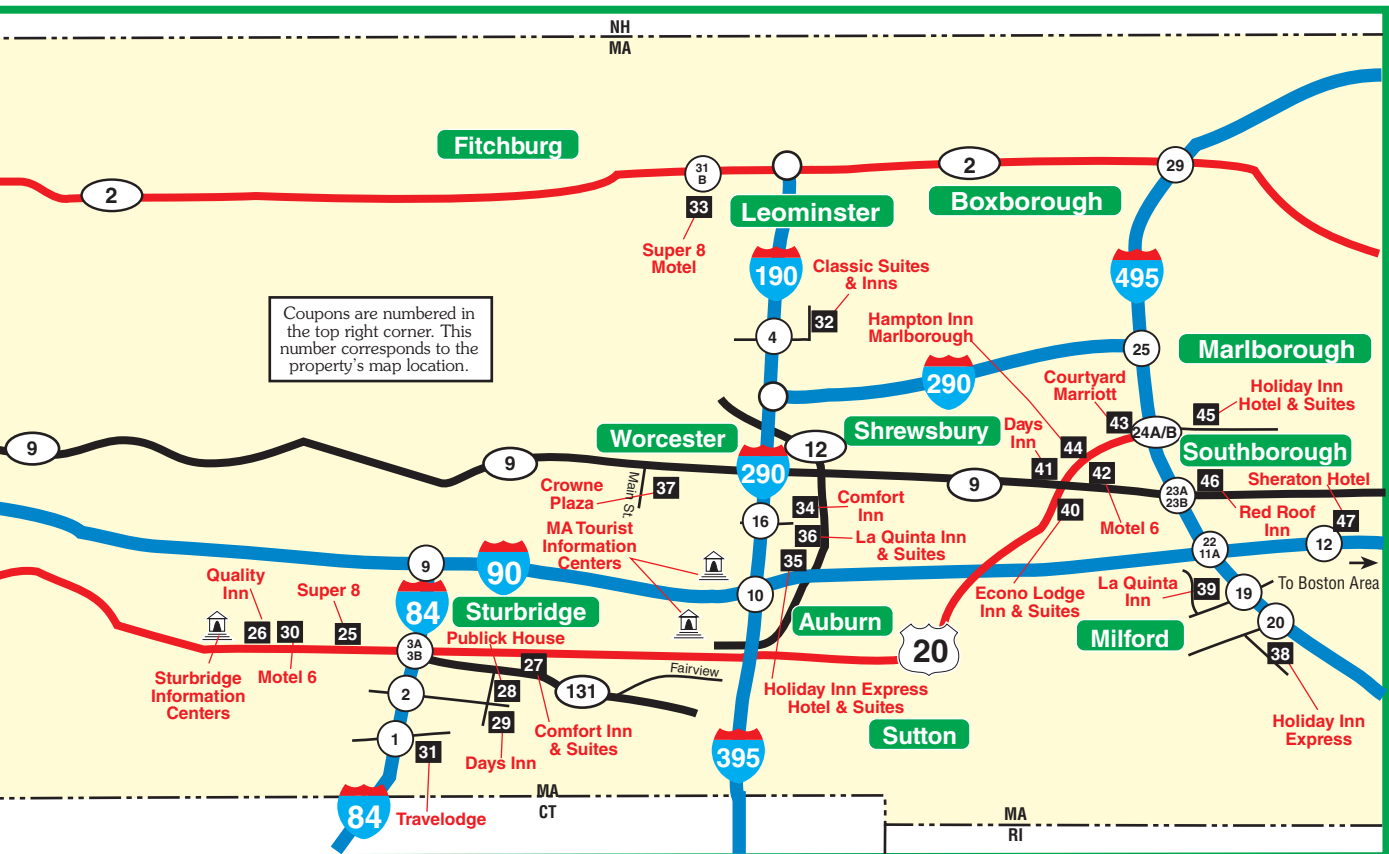 NH
MA
Fitchburg
2
31
B
33
Super 8
Motel
Leominster
2
Boxborough
29
190
495
Classic Suites
& Inns
32
4
Coupons are numbered in
the top right corner. This
number corresponds to the
property's map location.
Hampton Inn
Marlborough
290
25
Marlborough
Courtyard
Marriott
43
Holiday Inn
Hotel & Suites
45
24A/B
9
9
Worcester
12
Shrewsbury
Days
Inn
41
44
Southborough
290
9
42
Motel 6
23A
23B
46
Red Roof
Inn
Sheraton Hotel
47
Crowne
Plaza
Main St.
37
MA Tourist
Information
Centers
16
34
Comfort
Inn
36
La Quinta Inn
& Suites
35
40
Econo Lodge
Inn & Suites
22
11A
12
To Boston Area
9
90
84
Sturbridge
10
Auburn
La Quinta
Inn
39
19
20
Milford
38
Holiday Inn
Express
Quality
Inn
26
30
Motel 6
Super 8
25
Sturbridge
Information
Centers
3A
3B
Publick House
27
28
29
Days Inn
Comfort Inn
& Suites
131
Fairview
20
Holiday Inn Express
Hotel & Suites
Sutton
2
1
31
Travelodge
395
84
MA
CT
MA
RI